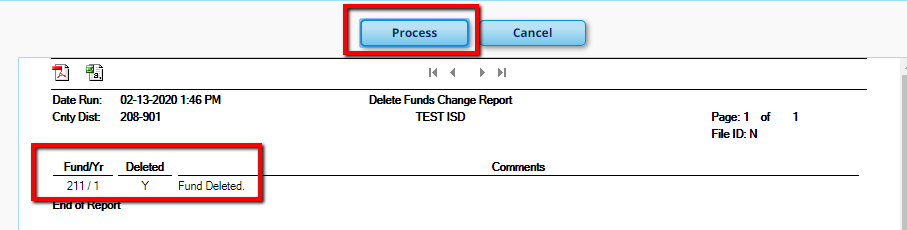 Process Cancel
Date Run: 02-13-2020 1:46 PM Delete Funds Change Report
Cnty Dist: 208-901 TEST ISD Page: 1 of 1
File ID: N
Fund/Yr Deleted Comments
211 / 1 Y Fund Deleted.
End of Report